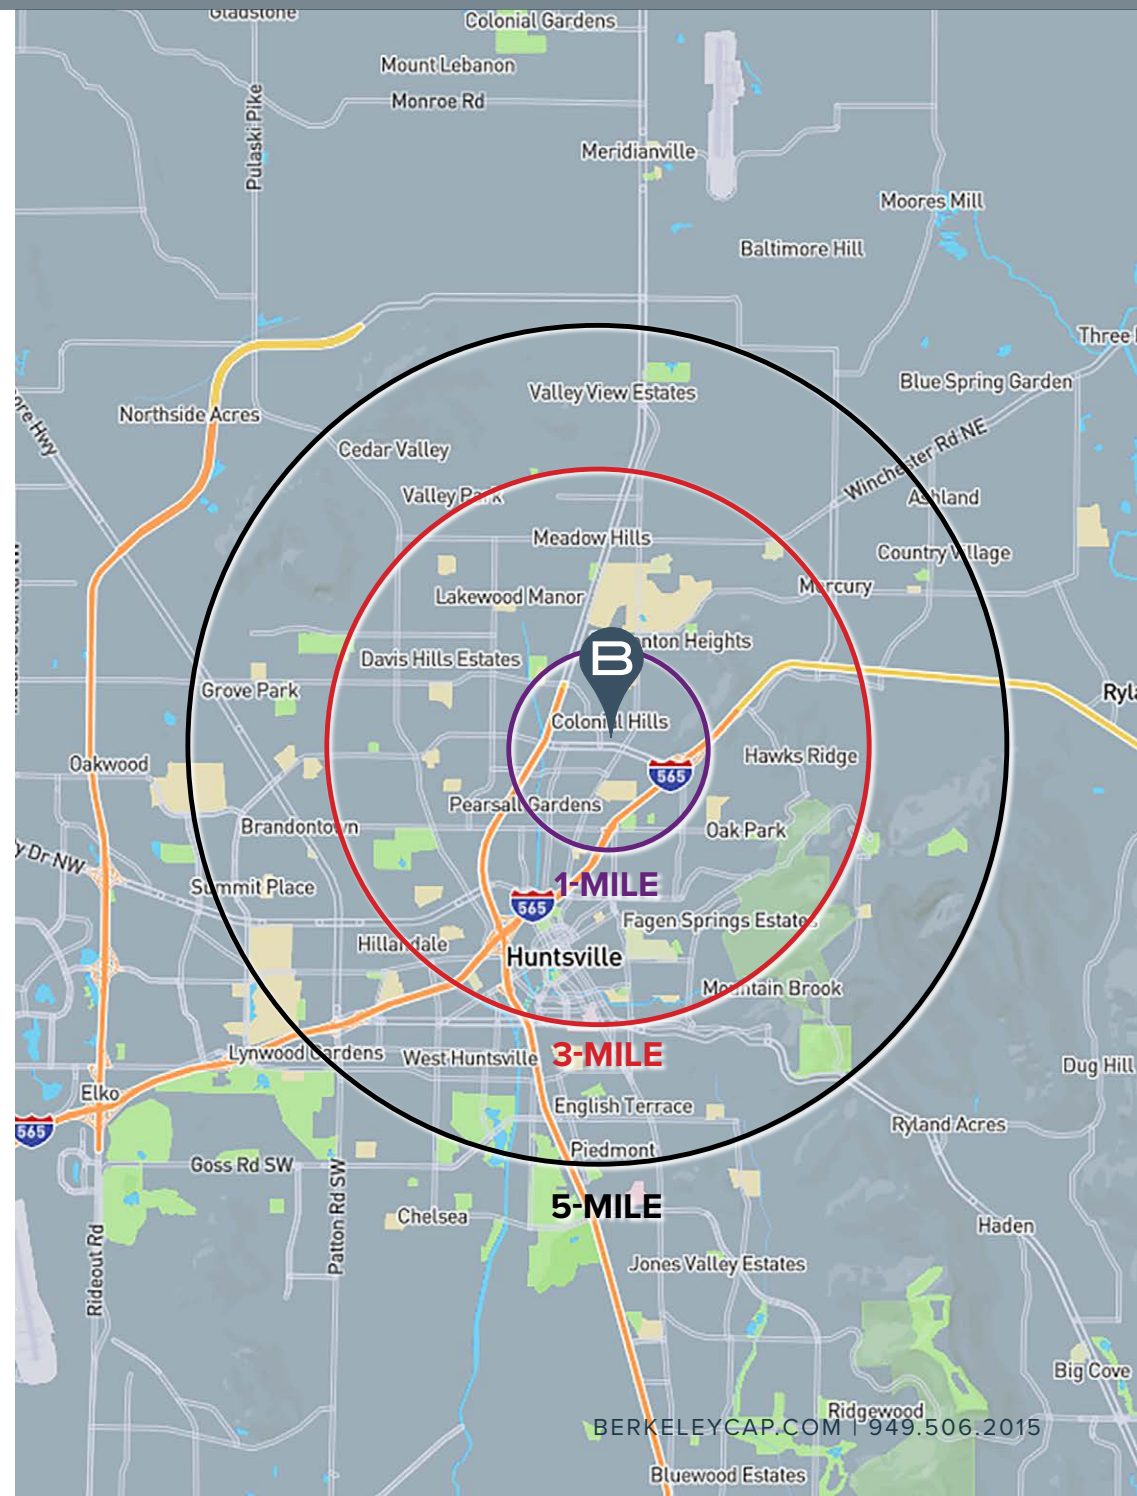 Gladstone
Colonial Gardens
Mount Lebanon
Monroe Rd
Pulaski Pike
Meridianville
Moores Mill
Baltimore Hill
Three
Blue Spring Garden
Valley View Estates
Northside Acres
Cedar Valley
Winchester Rd NE
Valley Park
Ashland
Meadow Hills
Country Village
Mercury
Lakewood Manor
B
anton Heights
Davis Hills Estates
Grove Park
Colonial Hills
Hawks Ridge
Oakwood
565
Pearsall Gardens
Brandontown
Oak Park
y Dr NW
Summit Place
1-MILE
565
Fagen Springs Estates
Hillandale
Huntsville
Mountain Brook
Lynwood Gardens
West Huntsville
3-MILE
Dug Hill
Elko
English Terrace
565
Ryland Acres
Piedmont
Goss Rd SW
Patton Rd SW
5-MILE
Chelsea
Haden
Rideout Rd
Jones Valley Estates
Big Cove
Ridgewood
BERKELEYCAP.COM | 949.506.2015
Bluewood Estates